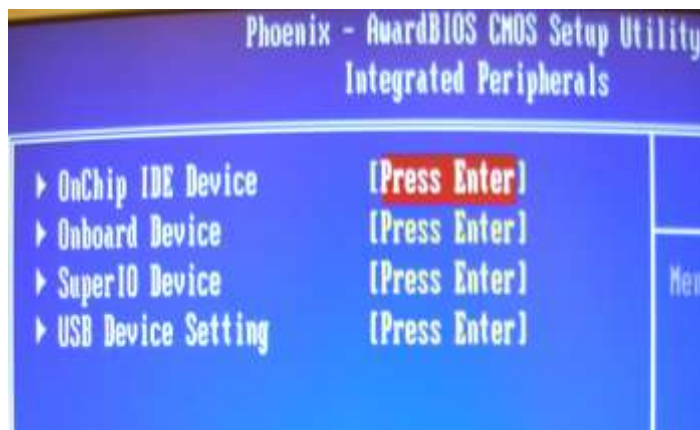 Phoenix - AwardBIOS CMOS Setup Utility
Integrated Peripherals
▶ OnChip IDE Device [Press Enter]
▶ Onboard Device [Press Enter]
▶ SuperIO Device [Press Enter]
▶ USB Device Setting [Press Enter]